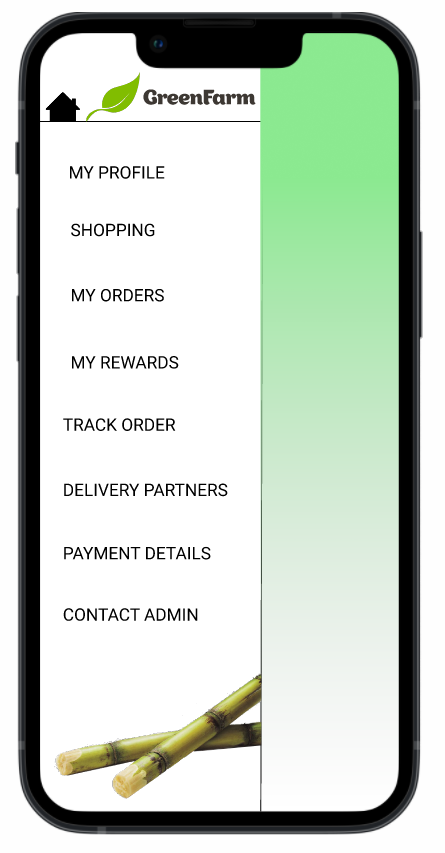 GreenFarm
MY PROFILE
SHOPPING
MY ORDERS
MY REWARDS
TRACK ORDER
DELIVERY PARTNERS
PAYMENT DETAILS
CONTACT ADMIN